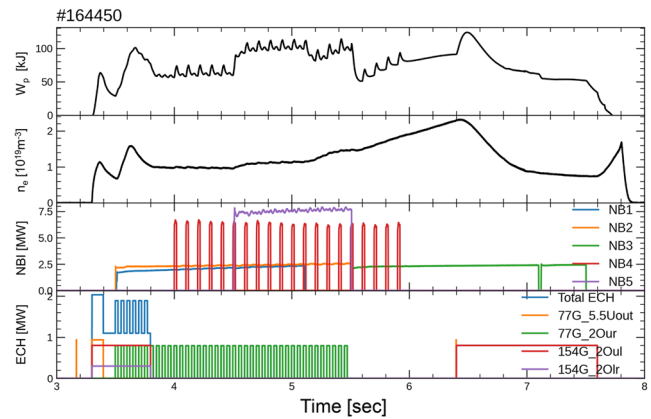 #164450
Wp [kJ]
100
50
0
ne [10^19m^-3]
2
1
0
NBI [MW]
7.5
5.0
2.5
0.0
NB1
NB2
NB3
NB4
NB5
ECH [MW]
2
1
0
Total ECH
77G_5.5Uout
77G_2Our
154G_2Oul
154G_2Olr
3 4 5 6 7 8
Time [sec]